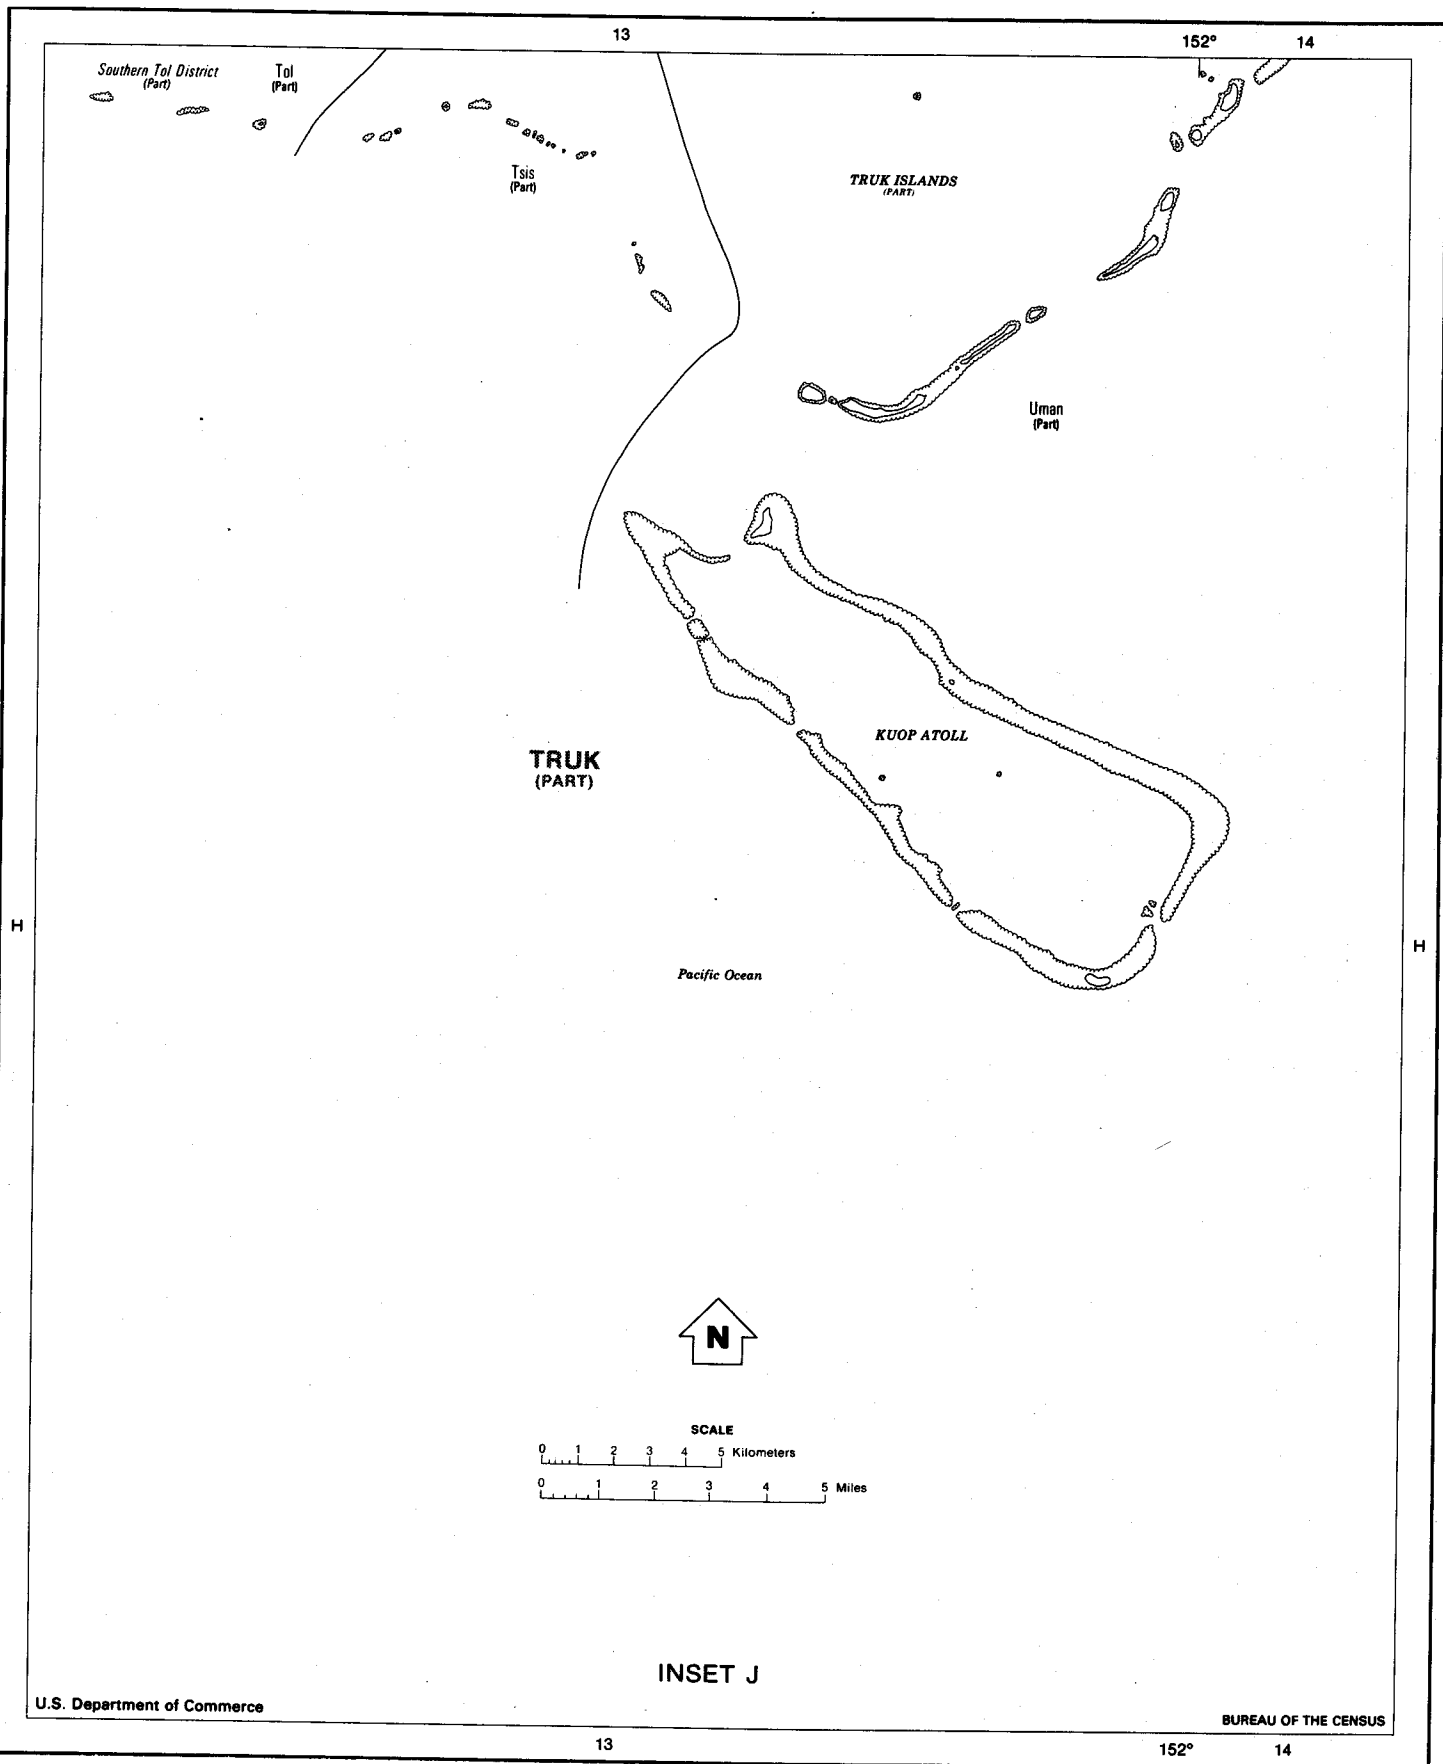 13
152° 14
Southern Tol District
(Part)
Tol
(Part)
Tsis
(Part)
TRUK ISLANDS
(PART)
Uman
(Part)
KUOP ATOLL
TRUK
(PART)
H
H
Pacific Ocean
N
SCALE
0 1 2 3 4 5 Kilometers
0 1 2 3 4 5 Miles
INSET J
U.S. Department of Commerce
BUREAU OF THE CENSUS
13
152° 14